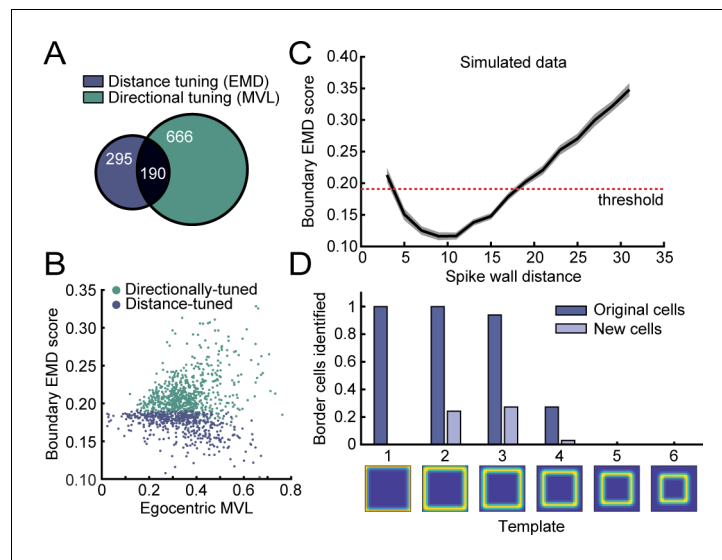 A
Distance tuning (EMD)
Directional tuning (MVL)
295
190
666
B
Directionally-tuned
Distance-tuned
Boundary EMD score
0.35
0.30
0.25
0.20
0.15
0.10
0 0.2 0.4 0.6 0.8
Egocentric MVL
C
Simulated data
Boundary EMD score
0.40
0.35
0.30
0.25
0.20
0.15
0.10
threshold
0 5 10 15 20 25 30 35
Spike wall distance
D
Original cells
New cells
Border cells identified
1
0.8
0.6
0.4
0.2
0
1 2 3 4 5 6
Template